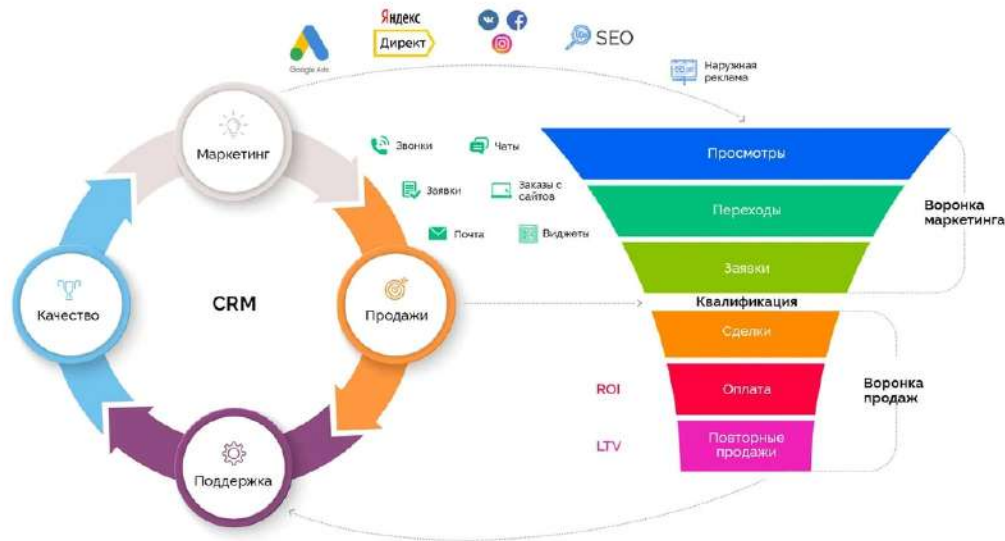 Яндекс
Директ
Google Ads
SEO
Наружная
реклама
Маркетинг
Звонки
Чаты
Заявки
Заказы с
сайтов
Почта
Виджеты
Просмотры
Переходы
Заявки
Воронка
маркетинга
Качество
CRM
Продажи
Квалификация
Сделки
ROI
Оплата
Воронка
продаж
LTV
Повторные
продажи
Поддержка